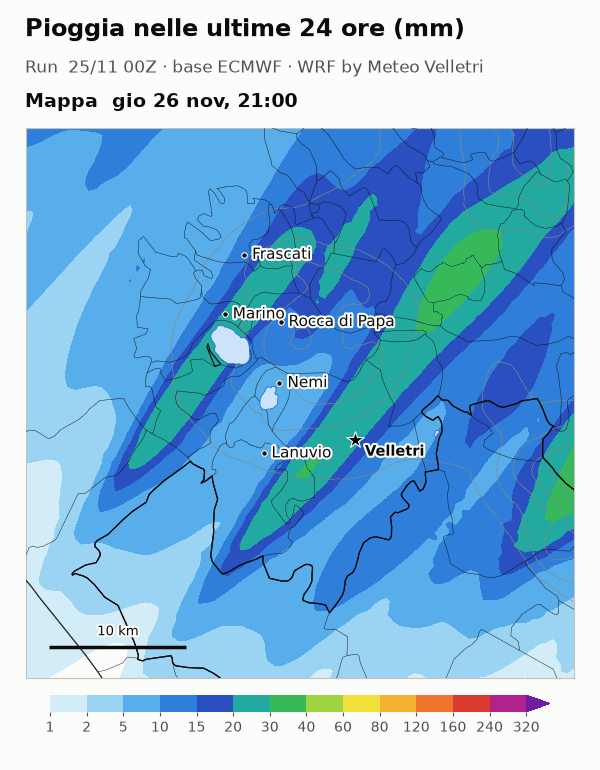 Pioggia nelle ultime 24 ore (mm)
Run  25/11 00Z · base ECMWF · WRF by Meteo Velletri
Mappa  gio 26 nov, 21:00
Frascati
Marino
Rocca di Papa
Nemi
Velletri
Lanuvio
10 km
1 2 5 10 15 20 30 40 60 80 120 160 240 320